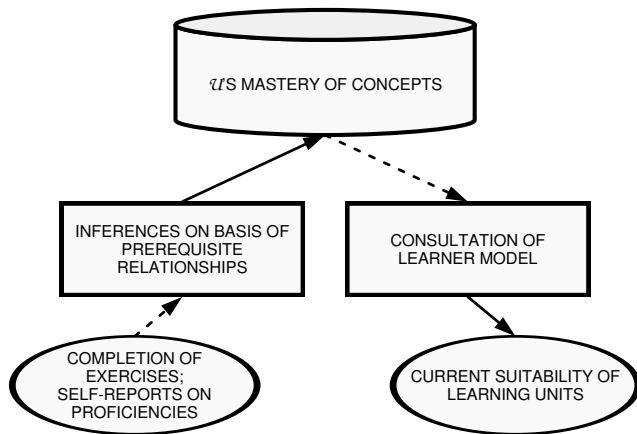 𝒰'S MASTERY OF CONCEPTS
INFERENCES ON BASIS OF
PREREQUISITE
RELATIONSHIPS
CONSULTATION OF
LEARNER MODEL
COMPLETION OF
EXERCISES;
SELF-REPORTS ON
PROFICIENCIES
CURRENT SUITABILITY OF
LEARNING UNITS